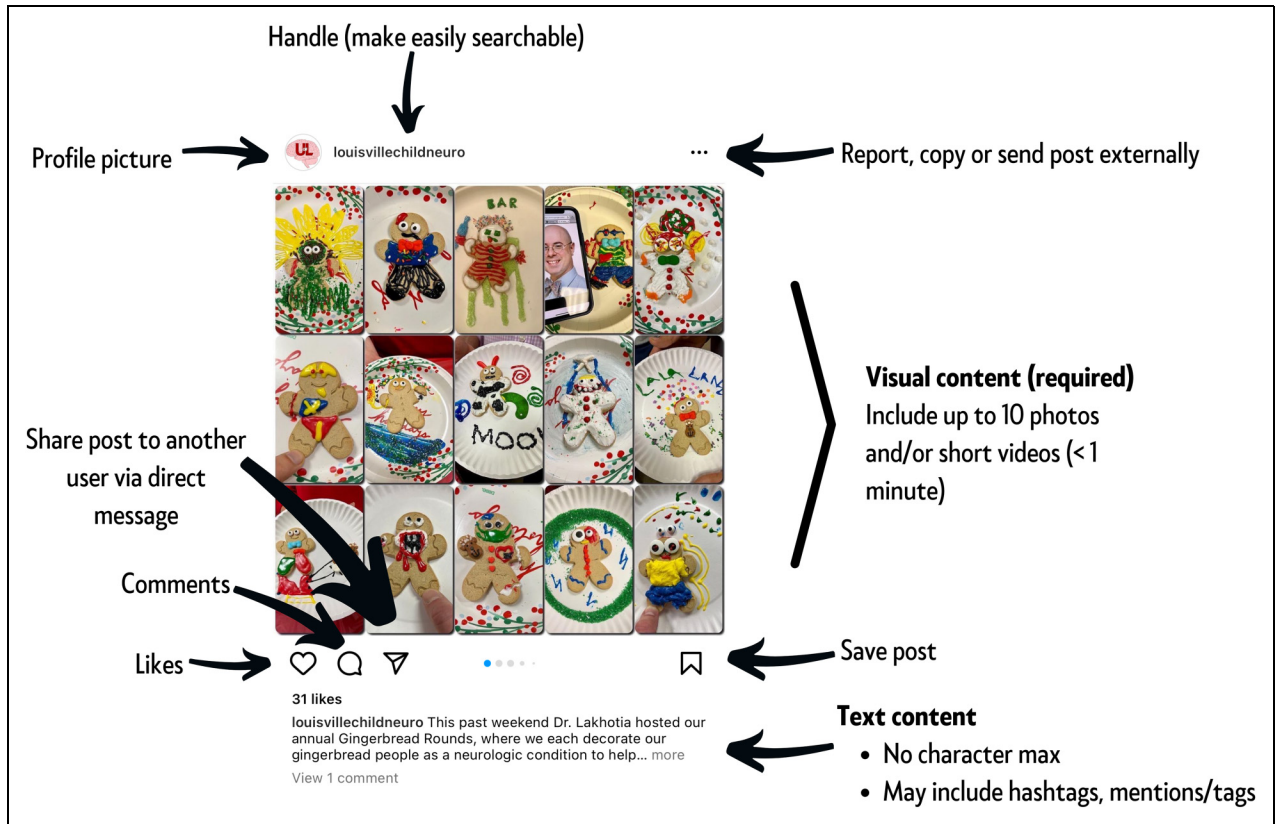 Handle (make easily searchable)
Profile picture
UL
louisvillechildneuro
Report, copy or send post externally
BAR
MOO
Visual content (required)
Include up to 10 photos
and/or short videos (< 1
minute)
Share post to another
user via direct
message
Comments
Likes
Save post
31 likes
louisvillechildneuro This past weekend Dr. Lakhotia hosted our
annual Gingerbread Rounds, where we each decorate our
gingerbread people as a neurologic condition to help... more
View 1 comment
Text content
• No character max
• May include hashtags, mentions/tags